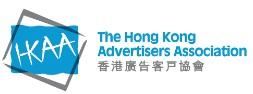 HKAA
The Hong Kong
Advertisers Association
香港廣告客戶協會